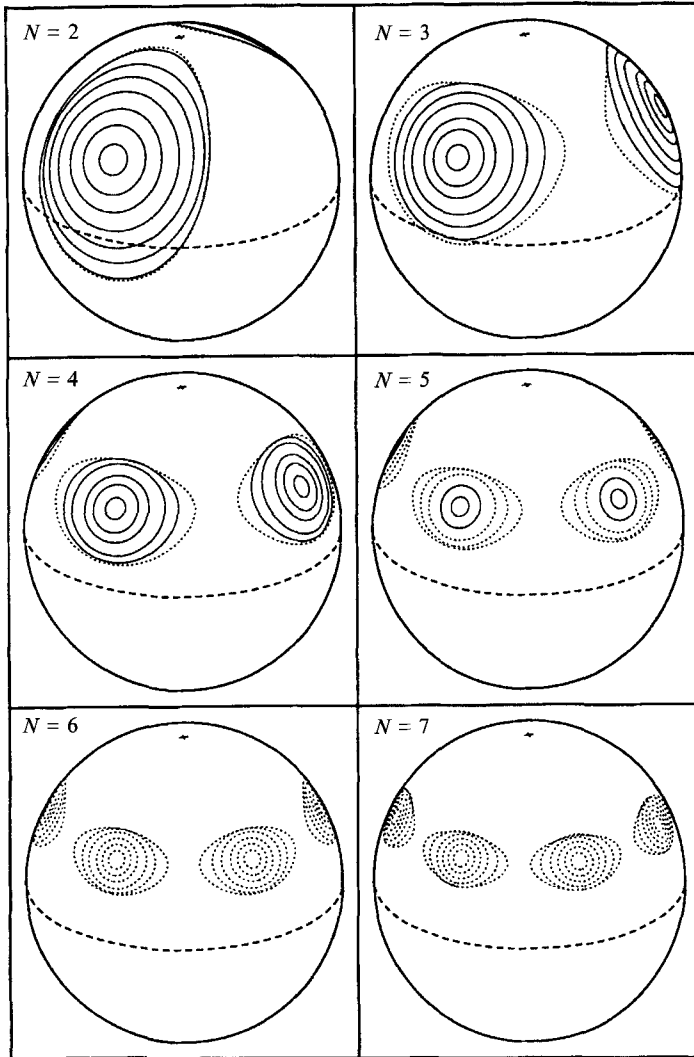 N = 2
N = 3
N = 4
N = 5
N = 6
N = 7